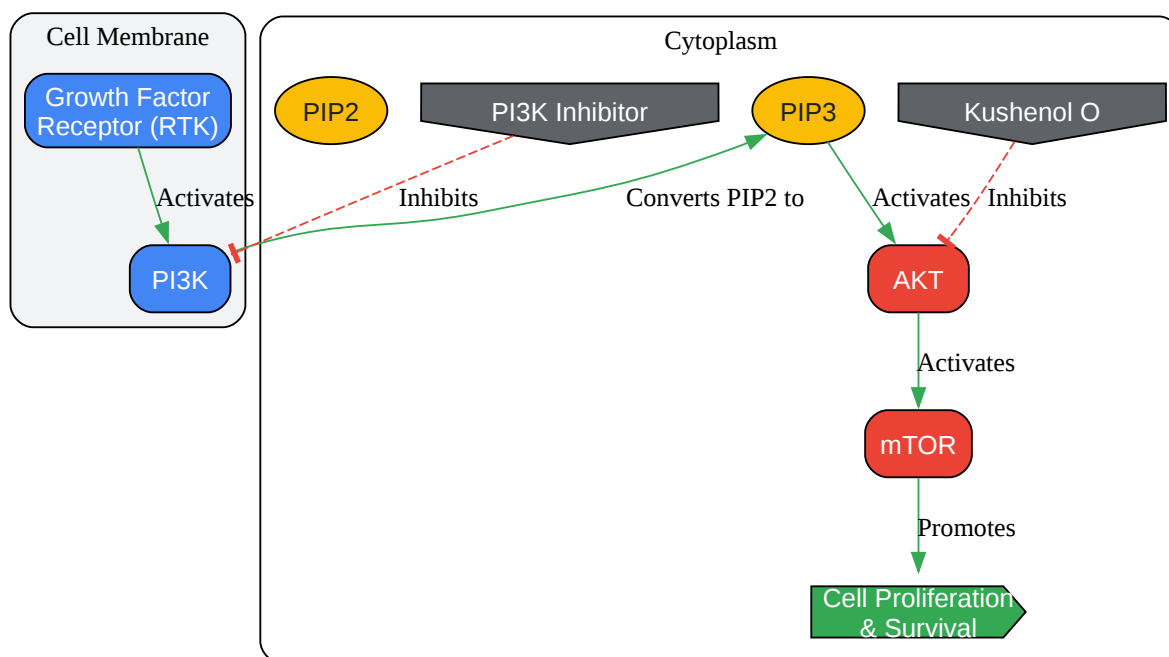 Cell Membrane
Growth Factor
Receptor (RTK)
Activates
PI3K
Cytoplasm
PIP2
PI3K Inhibitor
PIP3
Kushenol O
Inhibits
Converts PIP2 to
Activates
Inhibits
AKT
Activates
mTOR
Promotes
Cell Proliferation
& Survival